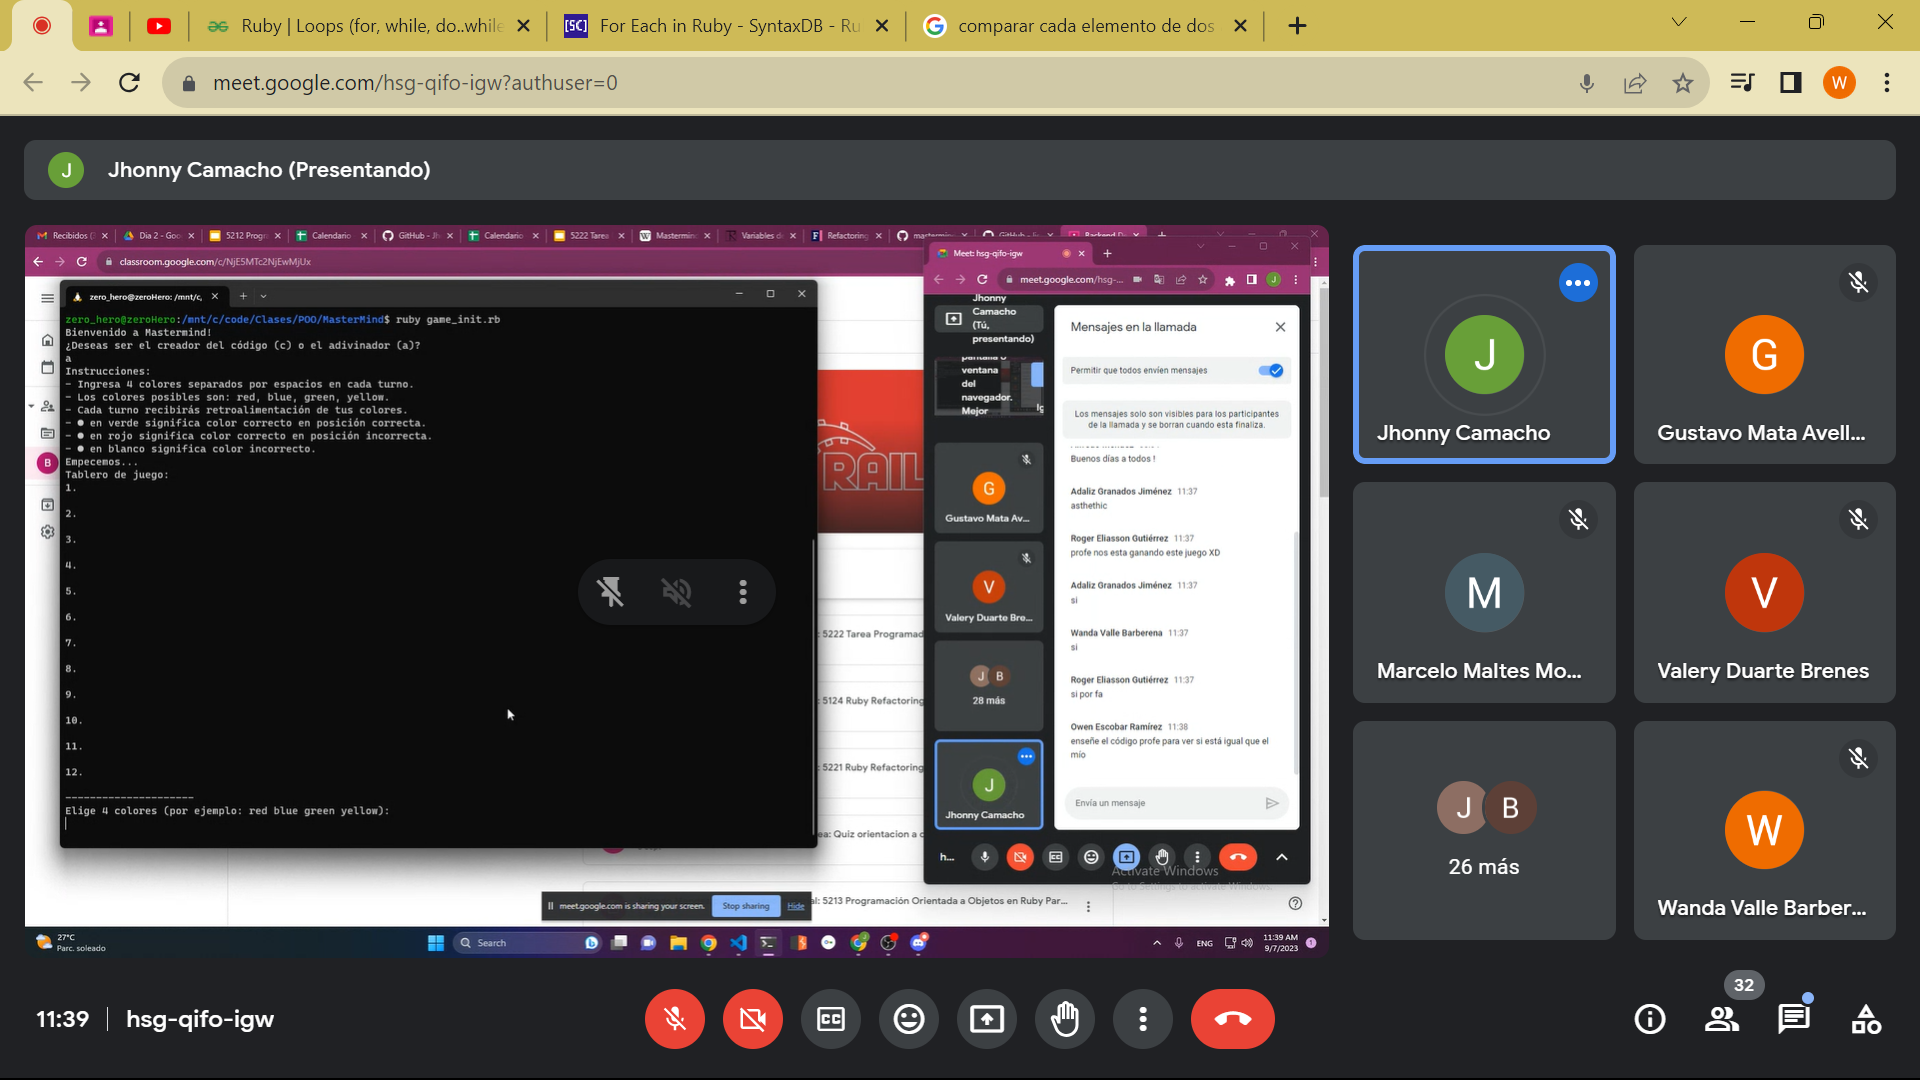 Ruby | Loops (for, while, do..while
For Each in Ruby - SyntaxDB - Ru
comparar cada elemento de dos
meet.google.com/hsg-qifo-igw?authuser=0
W
J
Jhonny Camacho (Presentando)
Recibidos
Dia 2 - Goo
5212 Progr
Calendario
GitHub - Jh
Calendario
5222 Tarea
Mastermin
Variables d
Refactoring
Backend D
classroom.google.com/c/NjE5MTc2NjEwMjUx
zero_hero@zeroHero: /mnt/c,
zero_hero@zeroHero:/mnt/c/code/Clases/POO/MasterMind$ ruby game_init.rb
Bienvenido a Mastermind!
¿Deseas ser el creador del código (c) o el adivinador (a)?
a
Instrucciones:
- Ingresa 4 colores separados por espacios en cada turno.
- Los colores posibles son: red, blue, green, yellow.
- Cada turno recibirás retroalimentación de tus colores.
- ● en verde significa color correcto en posición correcta.
- ● en rojo significa color correcto en posición incorrecta.
- ● en blanco significa color incorrecto.
Empecemos...
Tablero de juego:
1.
2.
3.
4.
5.
6.
7.
8.
9.
10.
11.
12.
---------------------
Elige 4 colores (por ejemplo: red blue green yellow):
B
RAIL
: 5222 Tarea Programad
: 5124 Ruby Refactoring
: 5221 Ruby Refactoring
ea: Quiz orientacion a c
al: 5213 Programación Orientada a Objetos en Ruby Par...
meet.google.com is sharing your screen.
Stop sharing
Hide
Meet: hsg-qifo-igw
meet.google.com/hsg-...
J
Jhonny
Camacho
(Tú,
presentando)
ventana
del
navegador.
Mejor
G
Gustavo Mata Av...
V
Valery Duarte Bre...
J B
28 más
J
Jhonny Camacho
Mensajes en la llamada
Permitir que todos envíen mensajes
Los mensajes solo son visibles para los participantes
de la llamada y se borran cuando esta finaliza.
Buenos días a todos !
Adaliz Granados Jiménez 11:37
asthethic
Roger Eliasson Gutiérrez 11:37
profe nos esta ganando este juego XD
Adaliz Granados Jiménez 11:37
si
Wanda Valle Barberena 11:37
si
Roger Eliasson Gutiérrez 11:37
si por fa
Owen Escobar Ramírez 11:38
enseñe el código profe para ver si está igual que el
mío
Envía un mensaje
h...
Activate Windows
Go to Settings to activate Windows.
27°C
Parc. soleado
Search
ENG
11:39 AM
9/7/2023
1
J
Jhonny Camacho
G
Gustavo Mata Avell...
M
Marcelo Maltes Mo...
V
Valery Duarte Brenes
J B
26 más
W
Wanda Valle Barber...
11:39
hsg-qifo-igw
CC
32